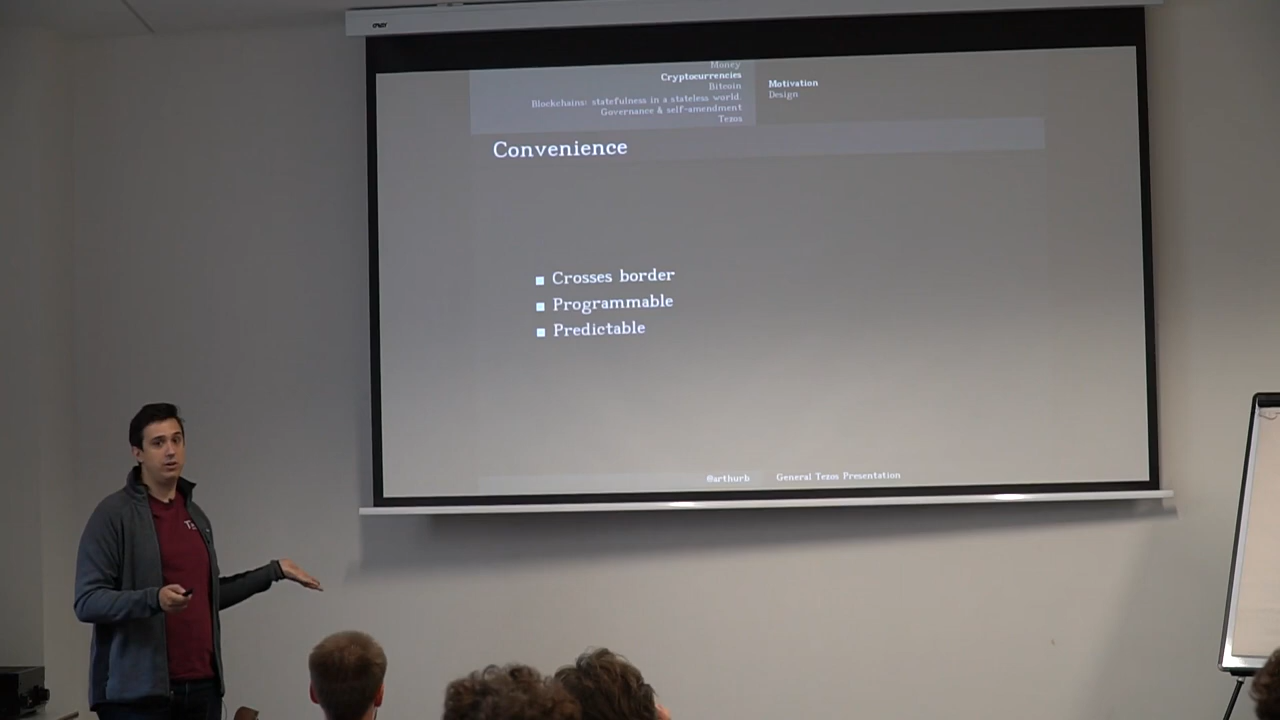 Money
Cryptocurrencies
Bitcoin
Blockchains: statefulness in a stateless world.
Governance & self-amendment
Tezos
Motivation
Design
Convenience
Crosses border
Programmable
Predictable
@arthurb
General Tezos Presentation